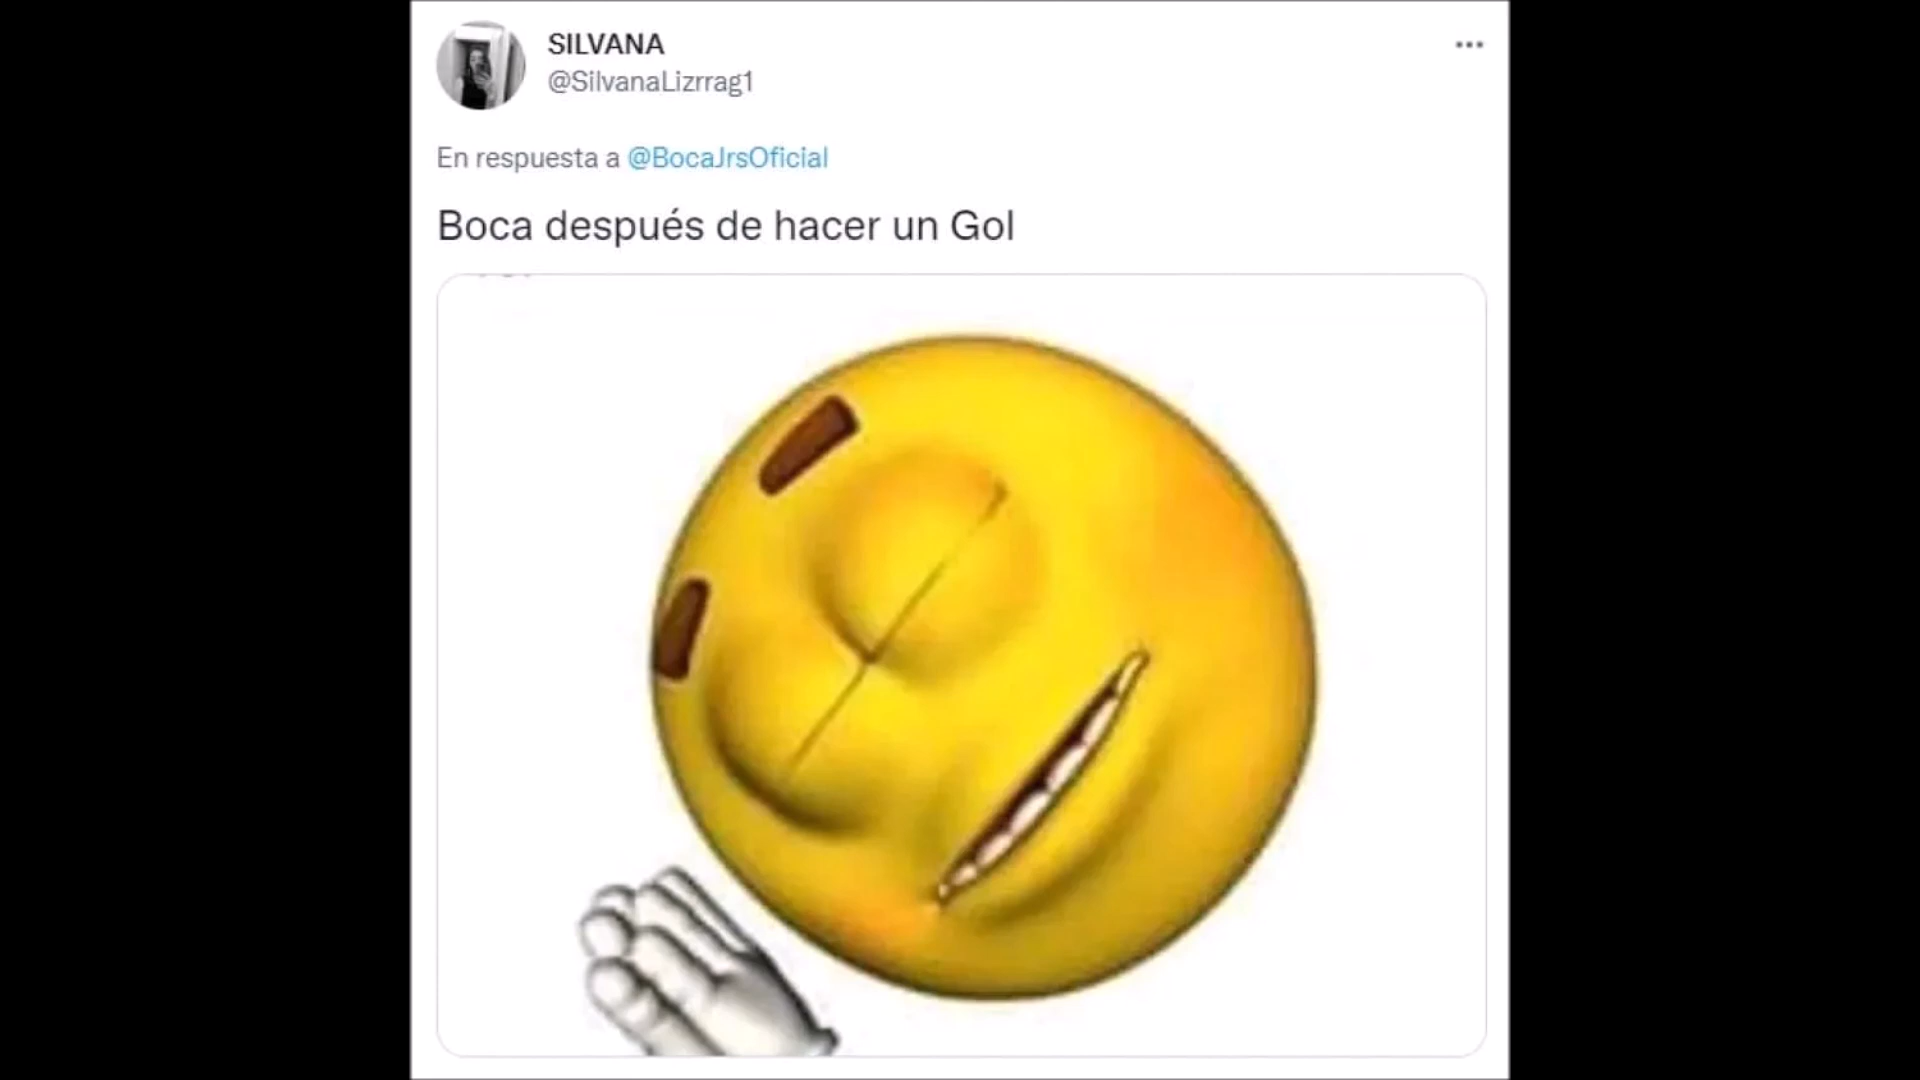 SILVANA
@SilvanaLizrrag1
En respuesta a @BocaJrsOficial
Boca después de hacer un Gol